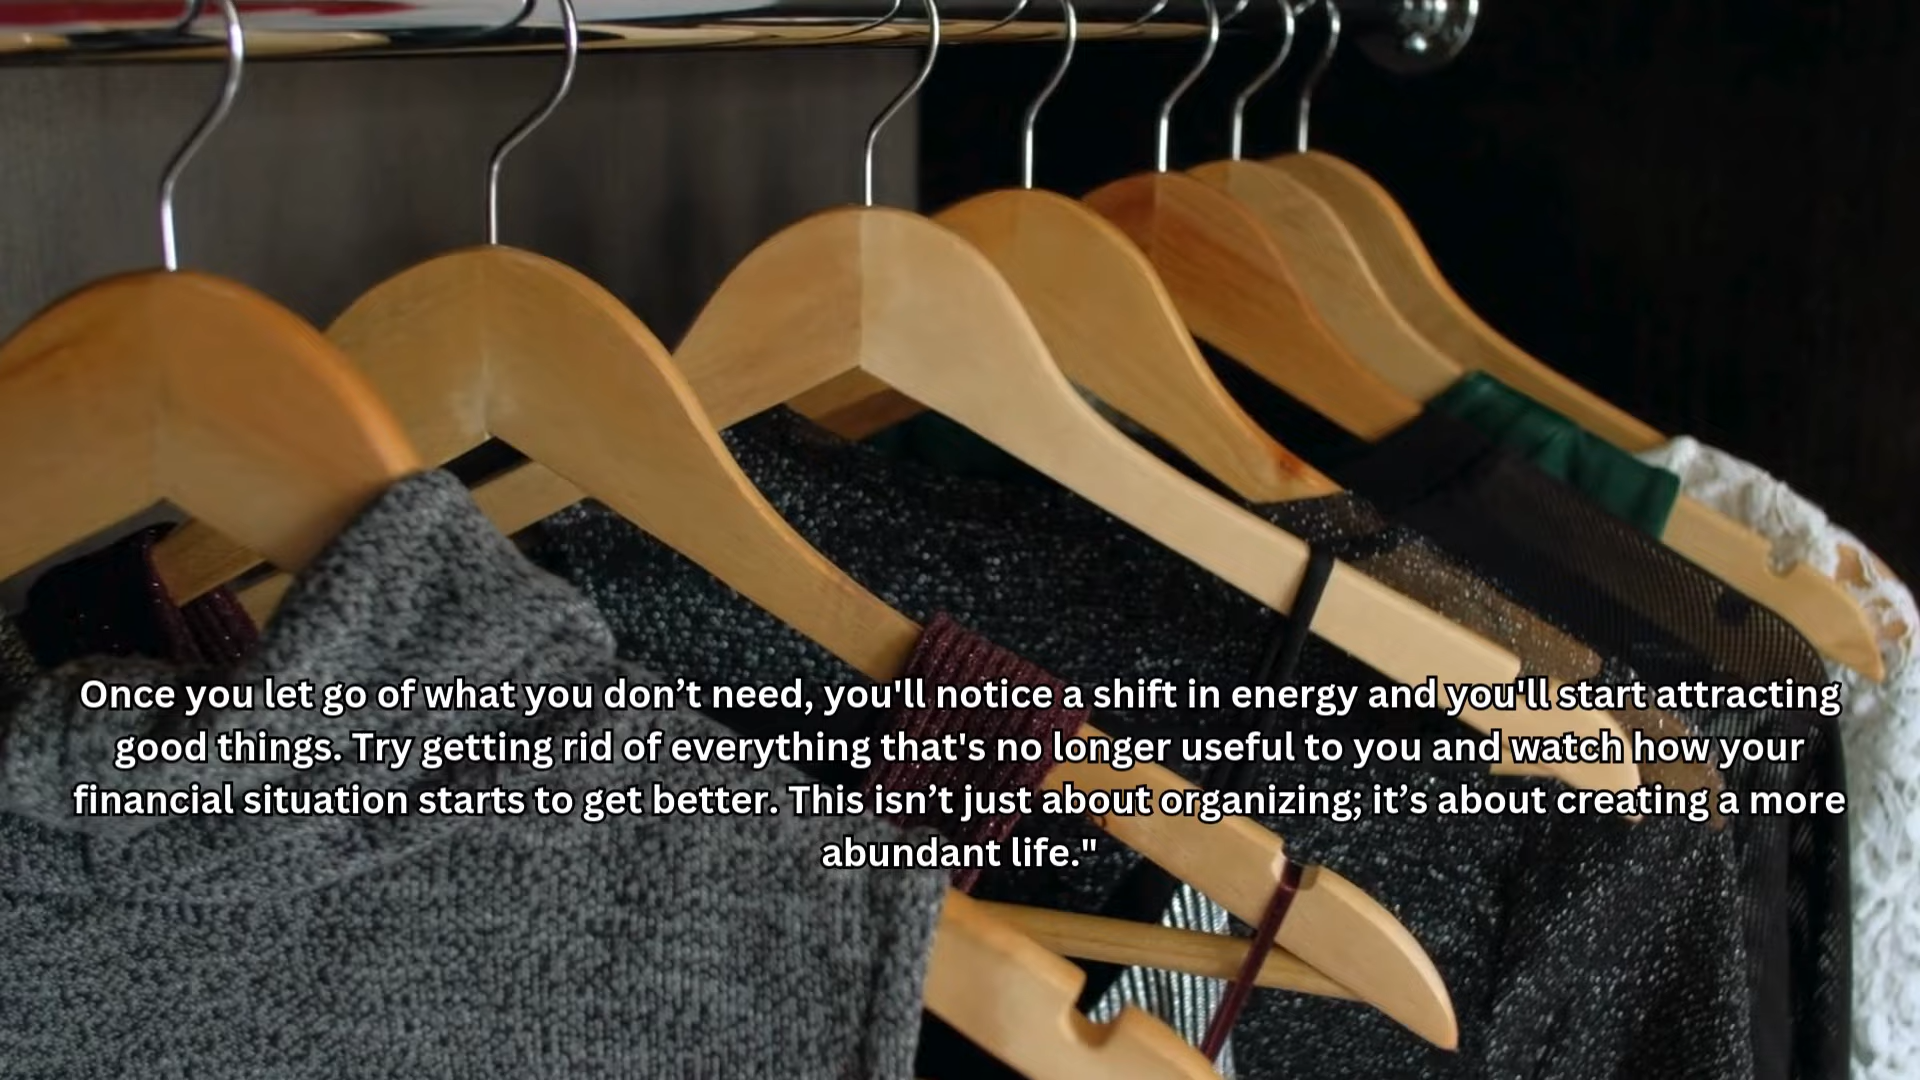 Once you let go of what you don’t need, you'll notice a shift in energy and you'll start attracting
good things. Try getting rid of everything that's no longer useful to you and watch how your
financial situation starts to get better. This isn’t just about organizing; it’s about creating a more
abundant life."